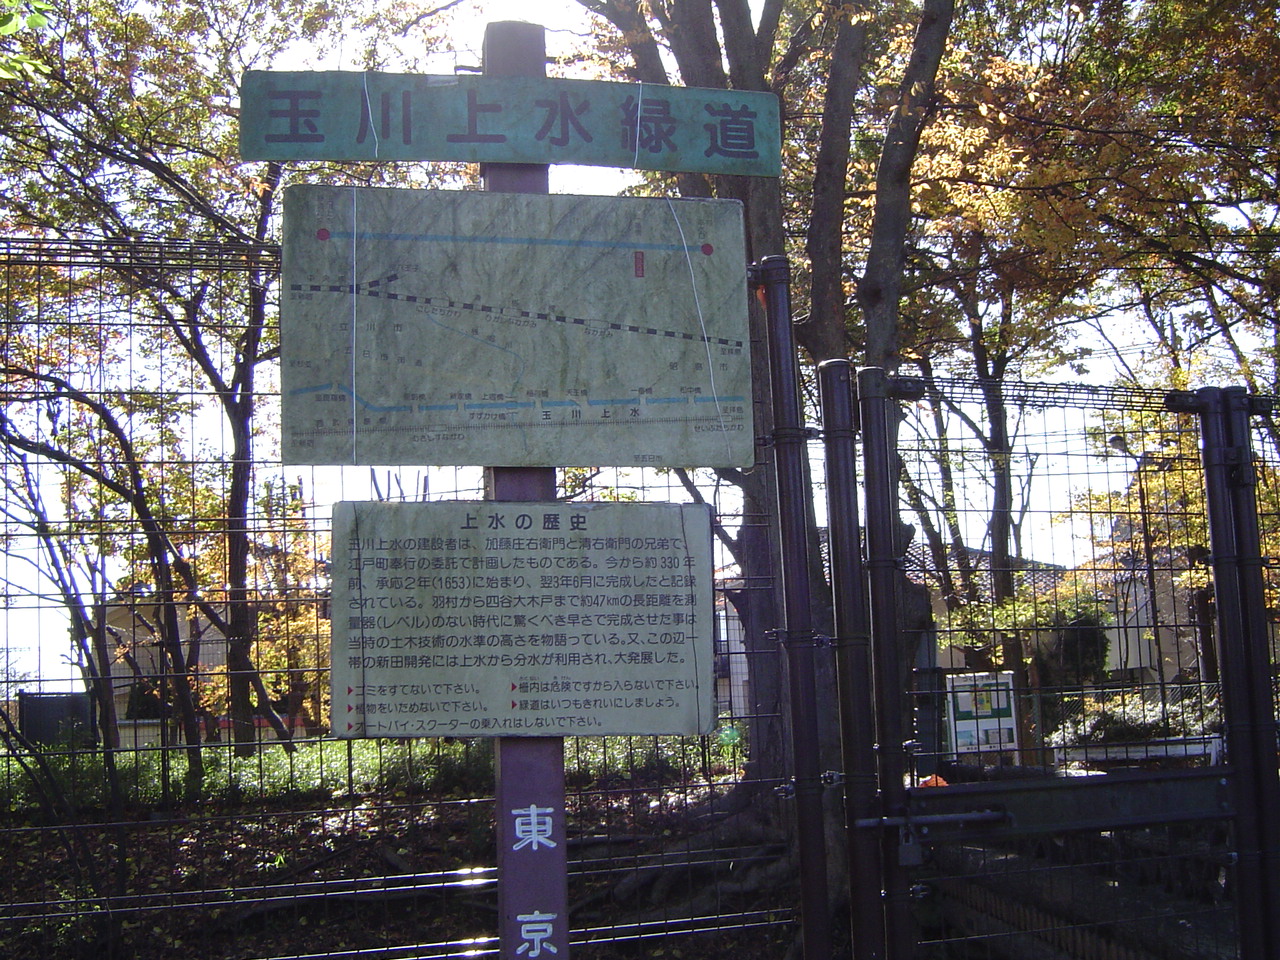 玉川上水緑道
立川市
昭島市
玉川上水
上水の歴史
玉川上水の建設者は、加藤庄右衛門と清右衛門の兄弟で、
江戸町奉行の委託で計画したものである。今から約330年
前、承応2年(1653)に始まり、翌3年6月に完成したと記録
されている。羽村から四谷大木戸まで約47kmの長距離を測
量器(レベル)のない時代に驚くべき早さで完成させた事は
当時の土木技術の水準の高さを物語っている。又、この辺一
帯の新田開発には上水から分水が利用され、大発展した。
ゴミをすてないで下さい。
柵内は危険ですから入らないで下さい。
植物をいためないで下さい。
緑道はいつもきれいにしましょう。
オートバイ・スクーターの乗入れはしないで下さい。
東京